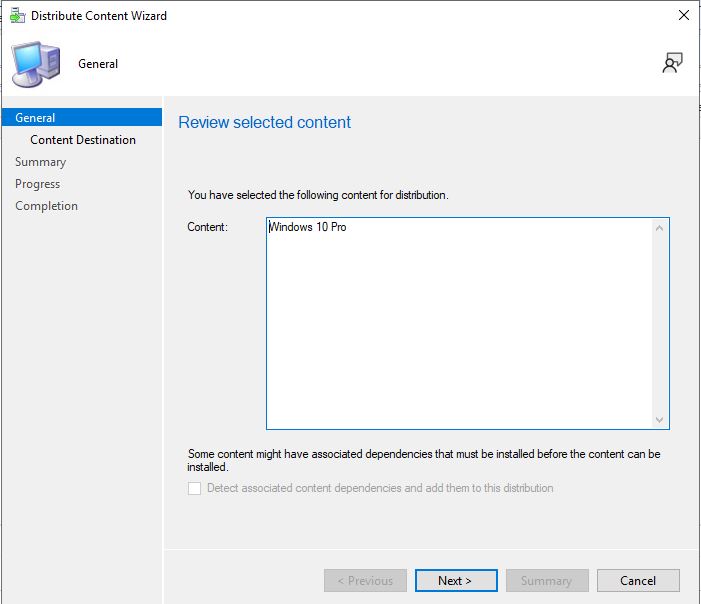 Distribute Content Wizard
General
General
Content Destination
Summary
Progress
Completion
Review selected content
You have selected the following content for distribution.
Content:
Windows 10 Pro
Some content might have associated dependencies that must be installed before the content can be
installed.
Detect associated content dependencies and add them to this distribution
< Previous
Next >
Summary
Cancel